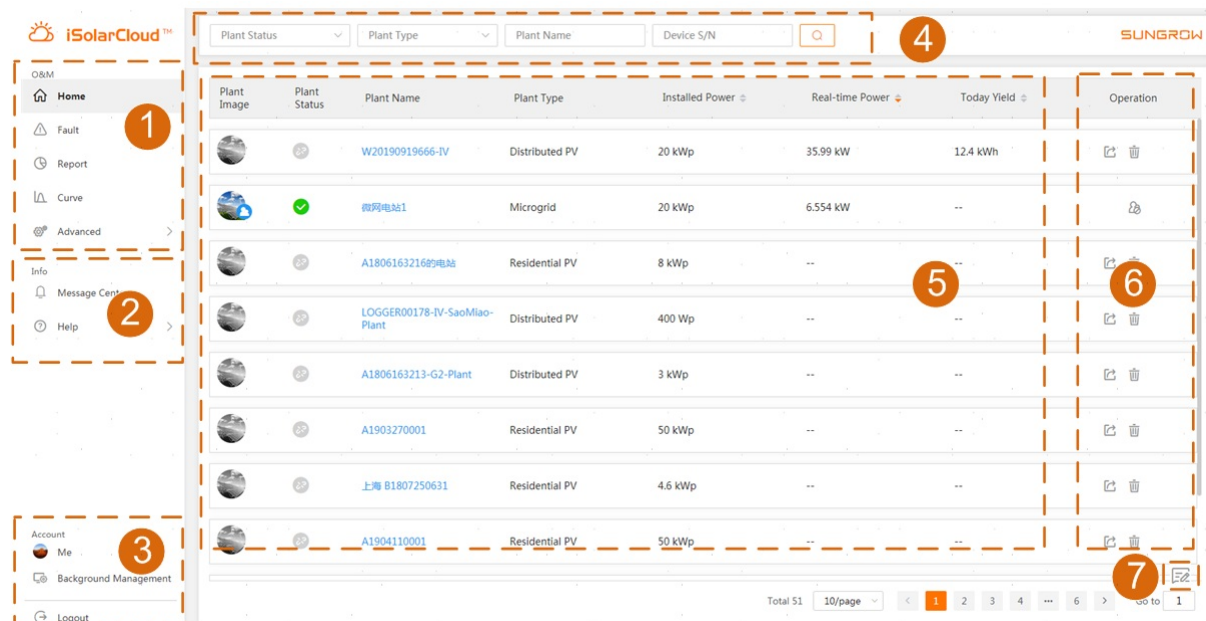 iSolarCloud™
Plant Status
Plant Type
Plant Name
Device S/N
4
SUNGROW
O&M
Home
1
Fault
Report
Curve
Advanced
Info
Message Cent
2
Help
Account
3
Me
Background Management
Logout
Plant Image
Plant Status
Plant Name
Plant Type
Installed Power
Real-time Power
Today Yield
Operation
W20190919666-IV
Distributed PV
20 kWp
35.99 kW
12.4 kWh
微网电站1
Microgrid
20 kWp
6.554 kW
--
A1806163216的电站
Residential PV
8 kWp
--
--
5
6
LOGGER00178-IV-SaoMiao-
Plant
Distributed PV
400 Wp
--
--
A1806163213-G2-Plant
Distributed PV
3 kWp
--
--
A1903270001
Residential PV
50 kWp
--
--
上海 B1807250631
Residential PV
4.6 kWp
--
--
A1904110001
Residential PV
50 kWp
--
--
7
Total 51
10/page
< 1 2 3 4 ••• 6 >
Go to 1